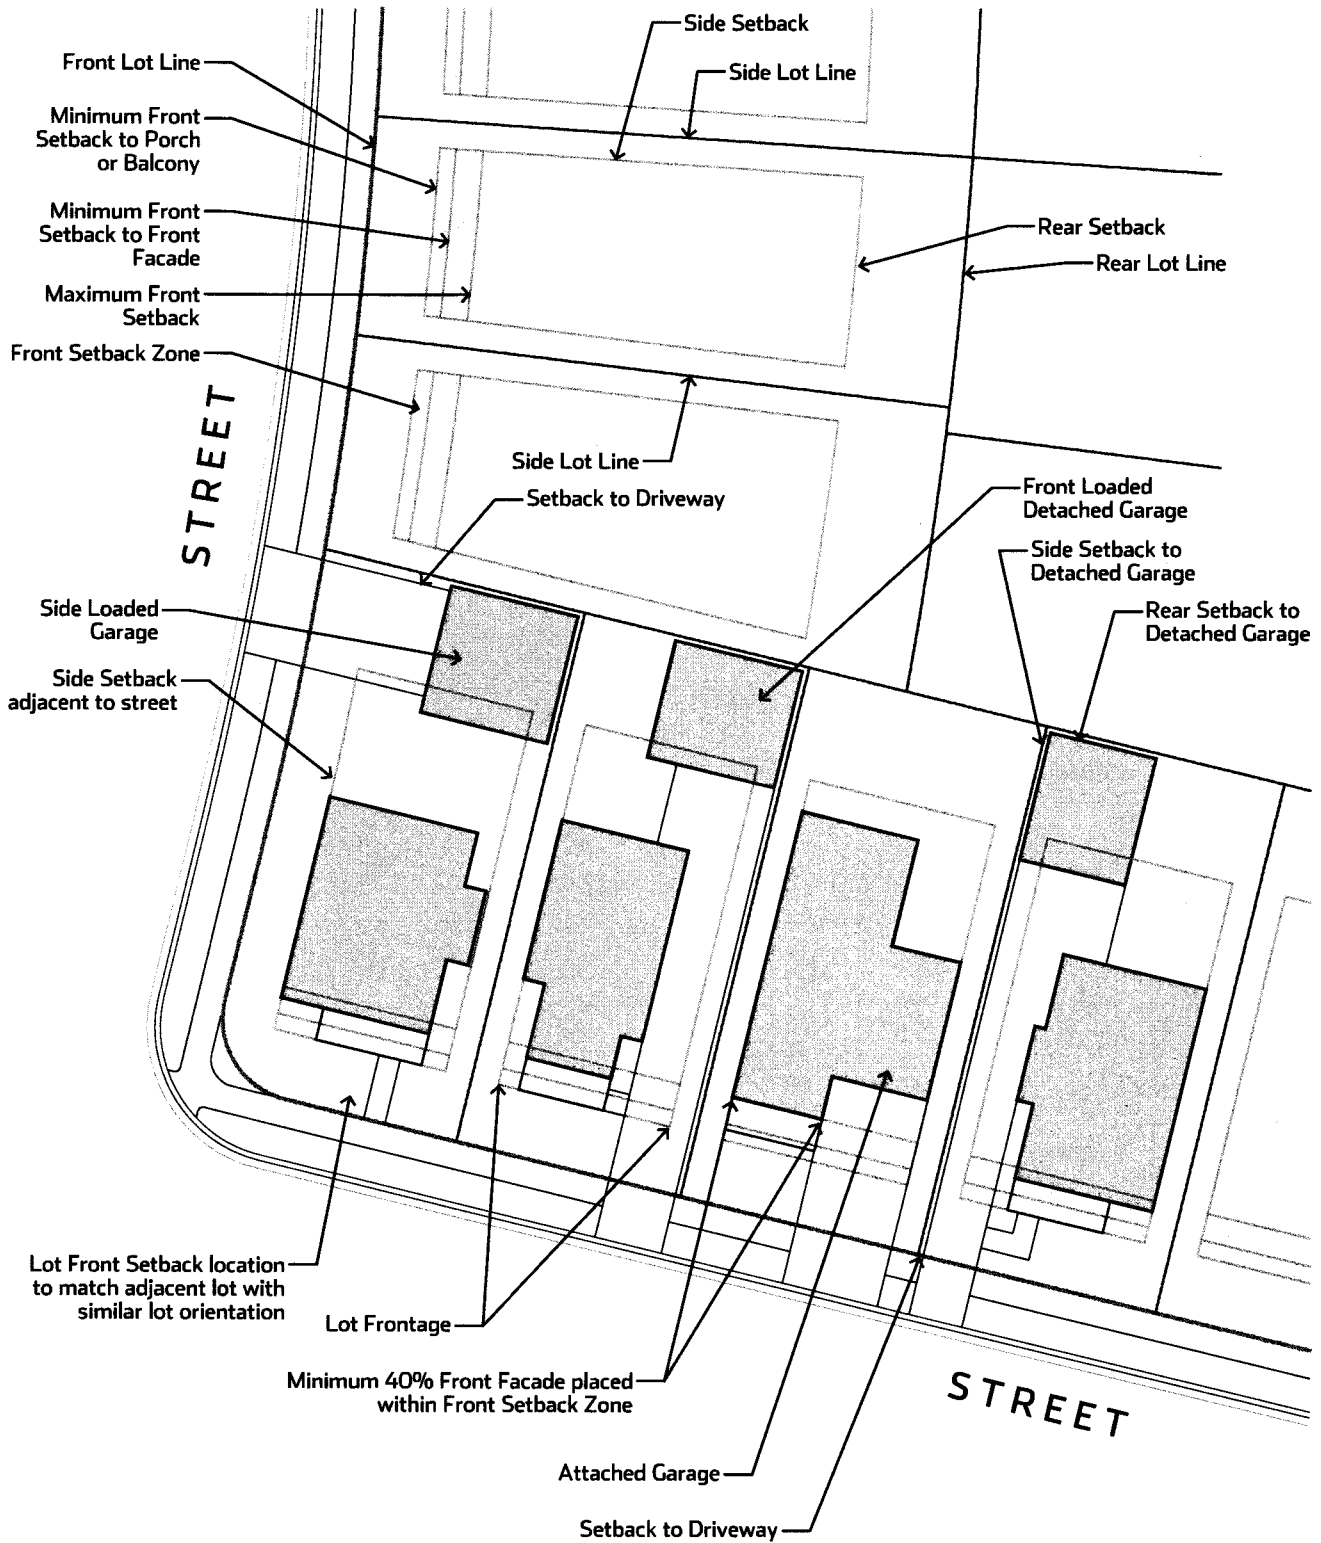 Side Setback
Front Lot Line
Side Lot Line
Minimum Front
Setback to Porch
or Balcony
Minimum Front
Setback to Front
Facade
Rear Setback
Rear Lot Line
Maximum Front
Setback
Front Setback Zone
STREET
Side Lot Line
Setback to Driveway
Front Loaded
Detached Garage
Side Setback to
Detached Garage
Side Loaded
Garage
Rear Setback to
Detached Garage
Side Setback
adjacent to street
Lot Front Setback location
to match adjacent lot with
similar lot orientation
Lot Frontage
Minimum 40% Front Facade placed
within Front Setback Zone
STREET
Attached Garage
Setback to Driveway